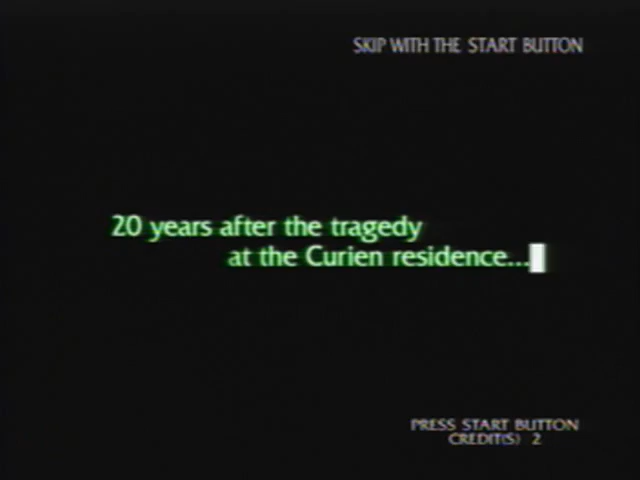 SKIP WITH THE START BUTTON
20 years after the tragedy
at the Curien residence...
PRESS START BUTTON
CREDIT(S) 2